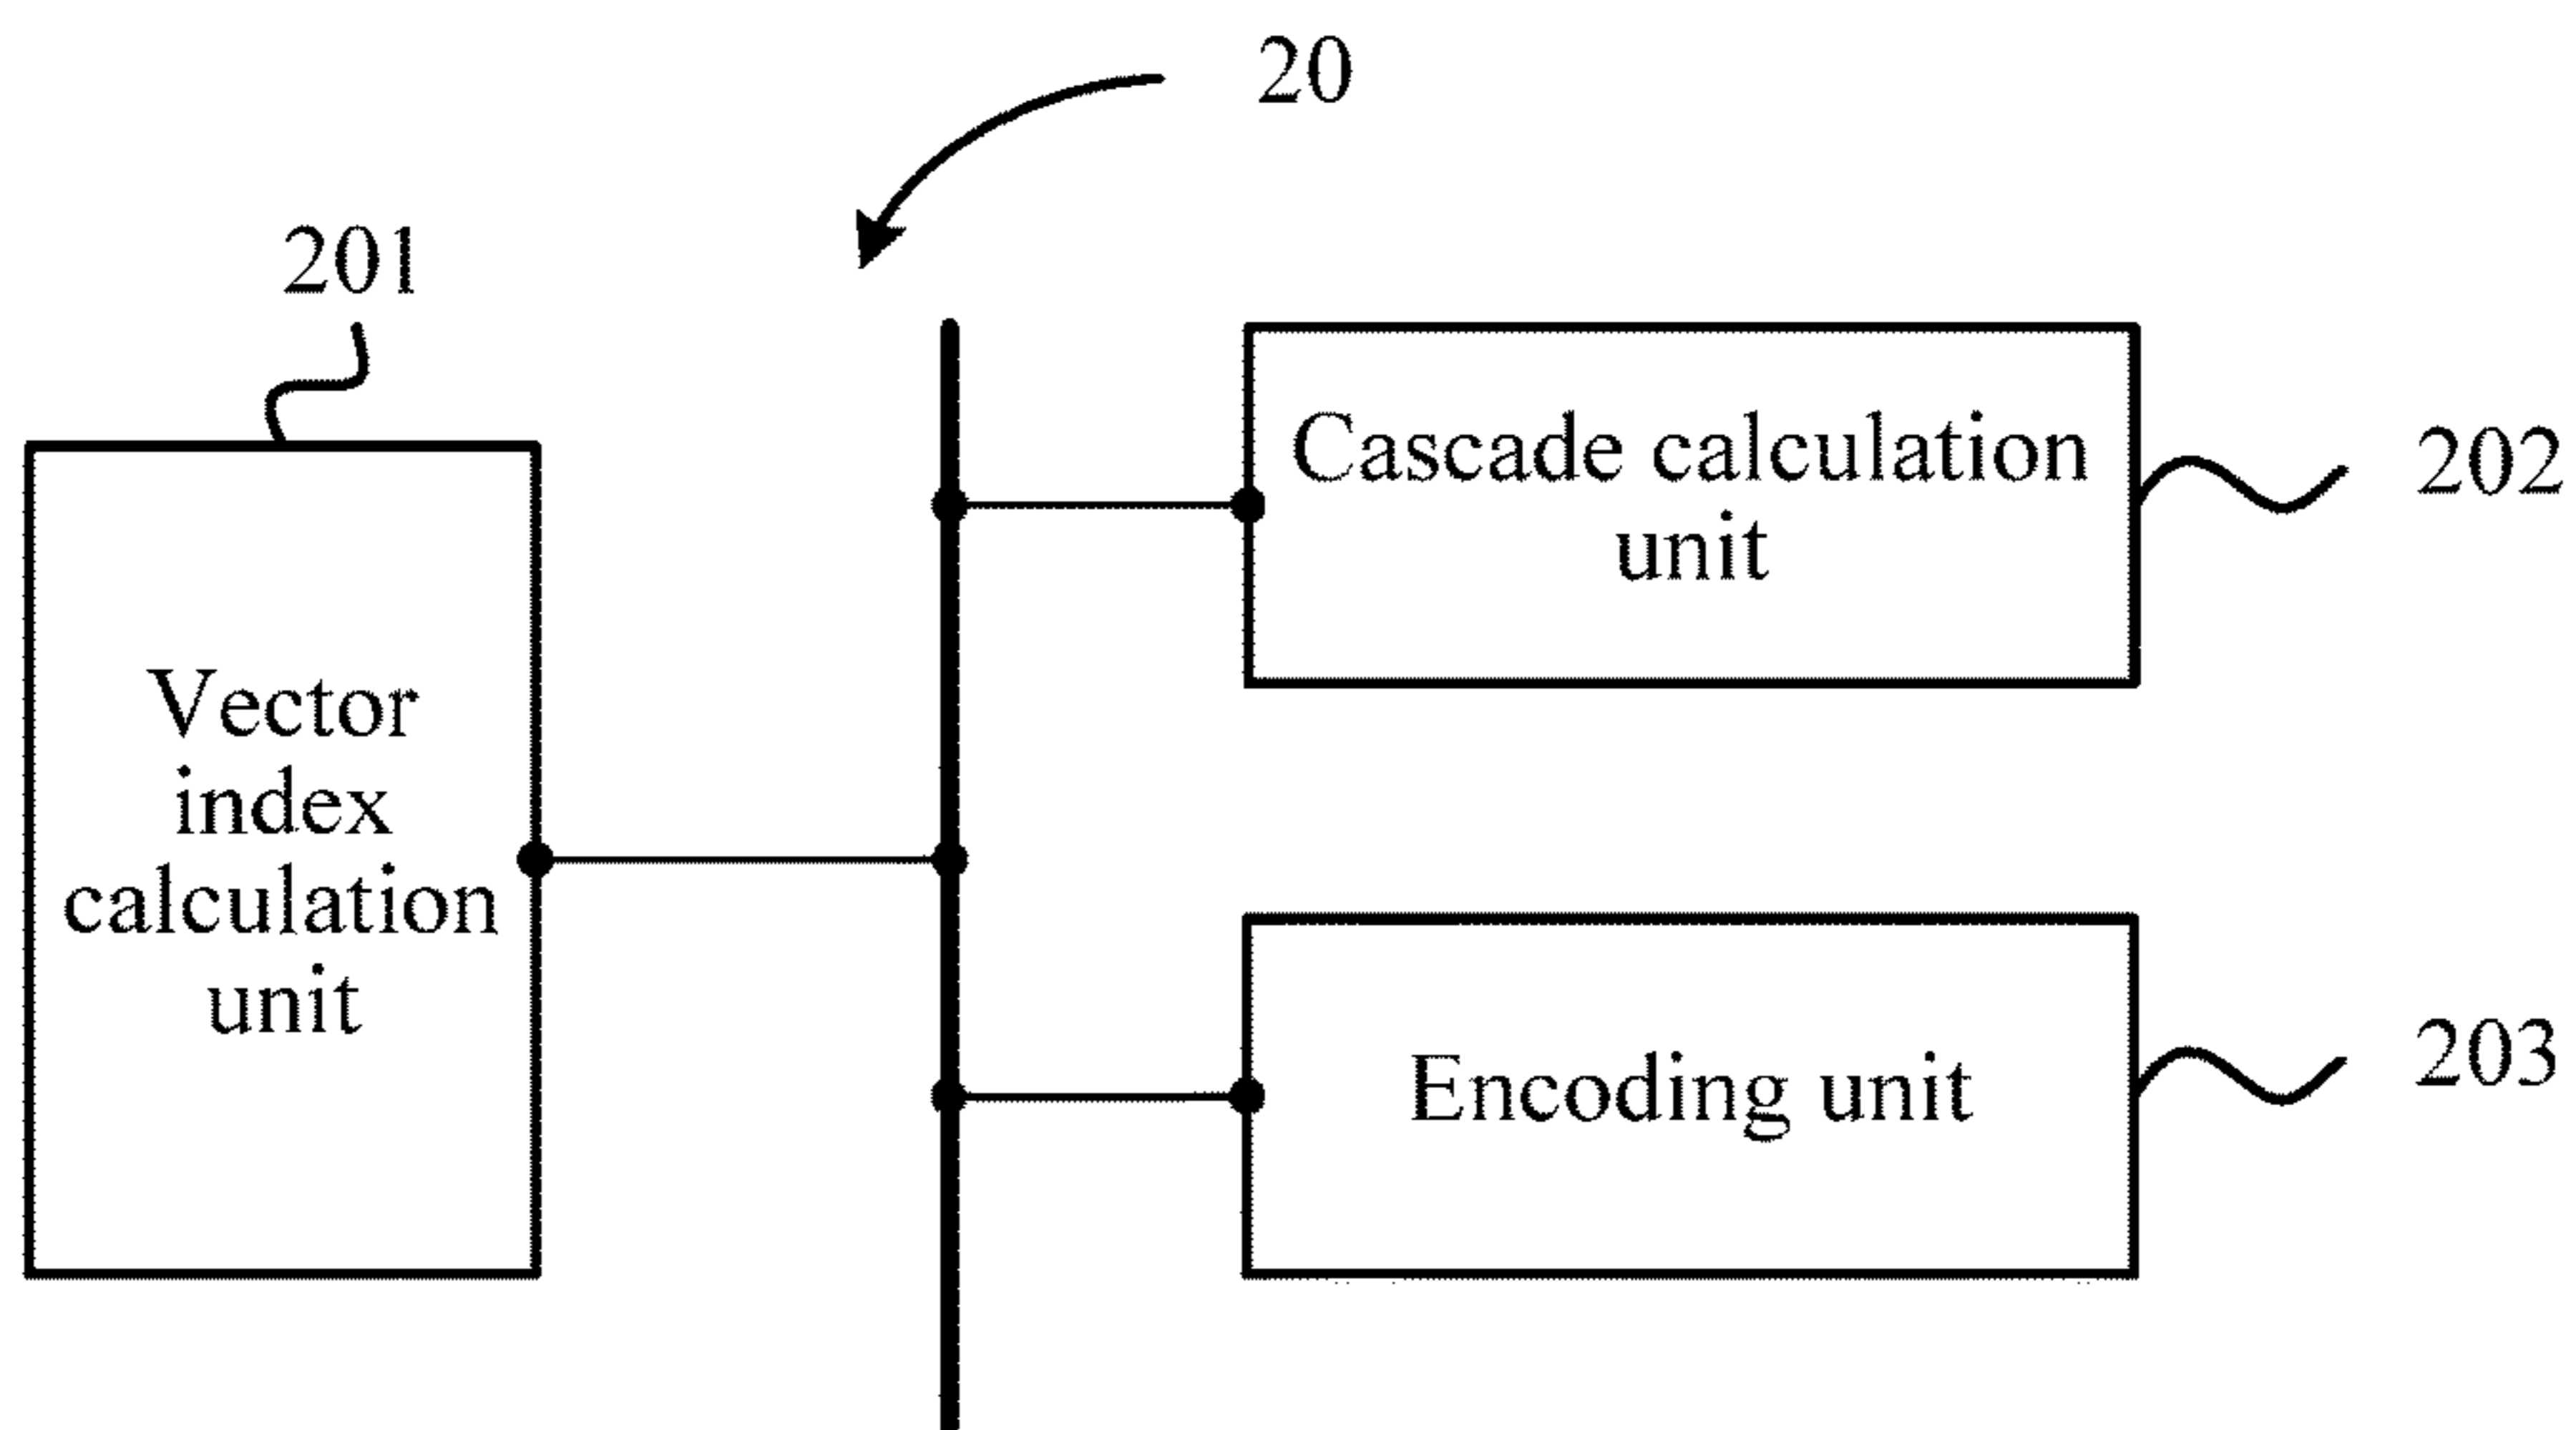 20
201
Cascade calculation
unit
202
Vector
index
calculation
unit
Encoding unit
203